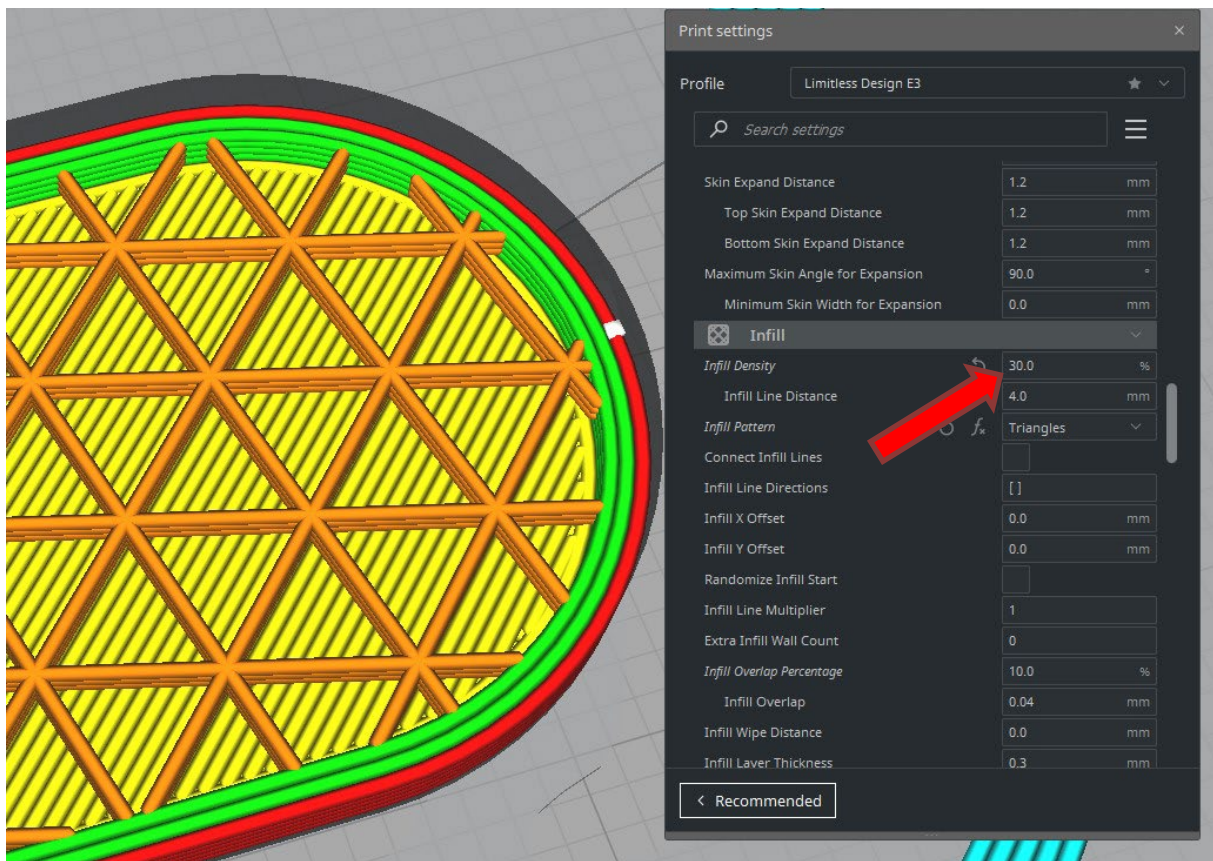 Print settings
Profile Limitless Design E3
Search settings
Skin Expand Distance 1.2 mm
Top Skin Expand Distance 1.2 mm
Bottom Skin Expand Distance 1.2 mm
Maximum Skin Angle for Expansion 90.0 °
Minimum Skin Width for Expansion 0.0 mm
Infill
Infill Density 30.0 %
Infill Line Distance 4.0 mm
Infill Pattern Triangles
Connect Infill Lines
Infill Line Directions [ ]
Infill X Offset 0.0 mm
Infill Y Offset 0.0 mm
Randomize Infill Start
Infill Line Multiplier 1
Extra Infill Wall Count 0
Infill Overlap Percentage 10.0 %
Infill Overlap 0.04 mm
Infill Wipe Distance 0.0 mm
Infill Layer Thickness 0.3 mm
Recommended